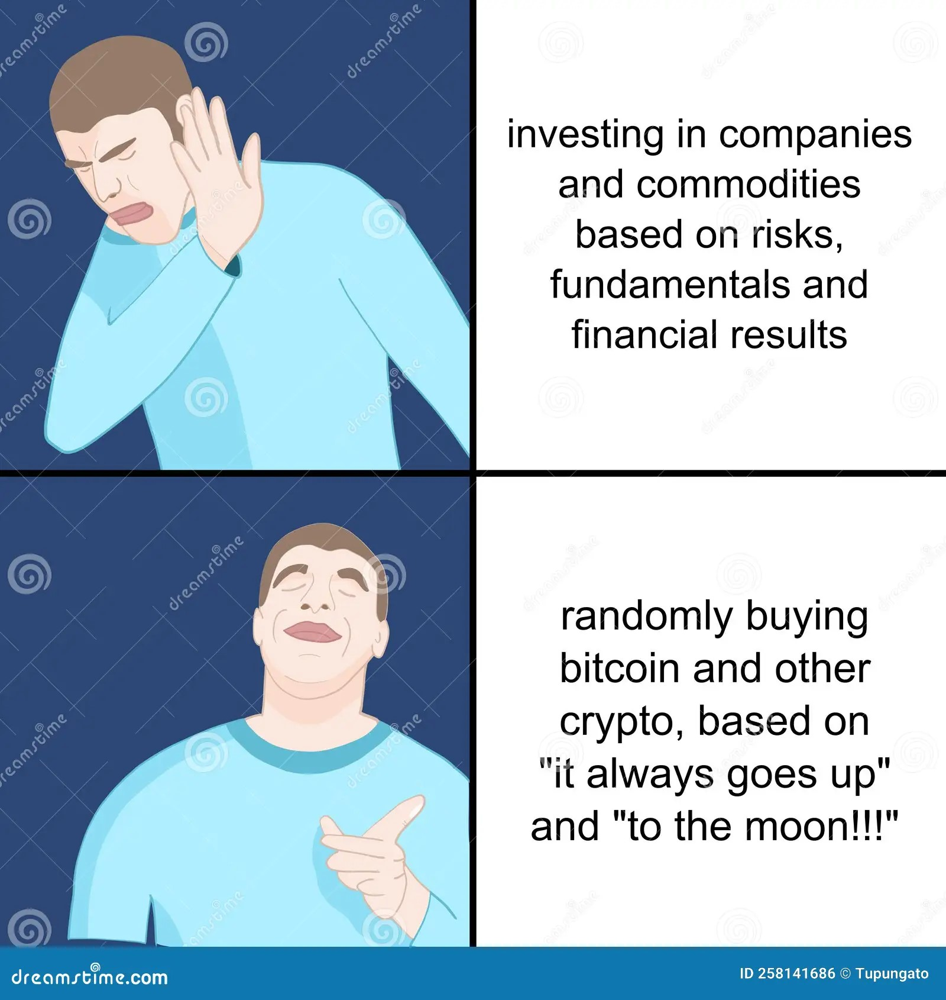 investing in companies
and commodities
based on risks,
fundamentals and
financial results
randomly buying
bitcoin and other
crypto, based on
"it always goes up"
and "to the moon!!!"
dreamstime.com
ID 258141686 © Tupungato